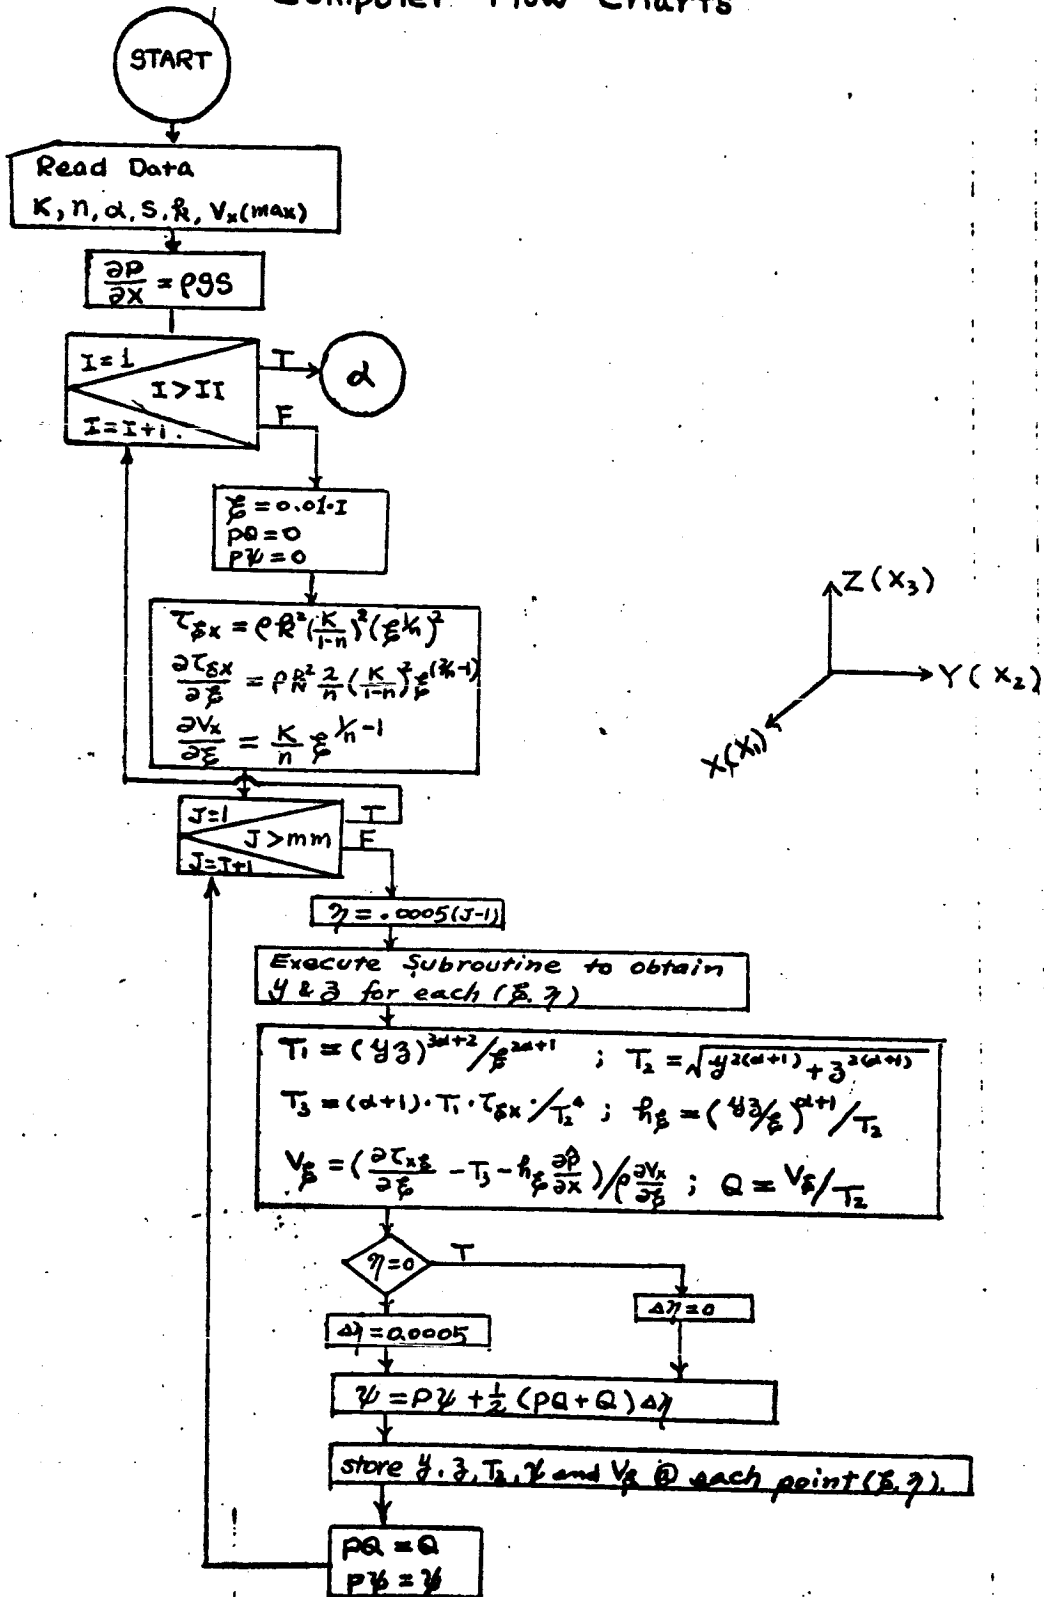 Computer Flow Charts
START
Read Data
K, n, α, S, k, Vx(max)
∂P/∂X = ρgS
I=1
I>II
I=I+1.
T
α
F
ξ=0.01·I
PQ=0
Pψ=0
τξx = ρk²(K/1-n)²(ξ^1/n)²
∂τξx/∂ξ = ρk² 2/n (K/1-n)² ξ^(2/n-1)
∂Vx/∂ξ = K/n ξ^1/n-1
Z(X3)
Y(X2)
X(X1)
J=1
J>mm
J=J+1
T
F
η=.0005(J-1)
Execute Subroutine to obtain
y & z for each (ξ,η)
T1=(yz)^3α+2/ξ^2α+1 ; T2=√y^2(α+1)+z^2(α+1)
T3=(α+1)·T1·τξx·/T2^4 ; hξ=(yz/ξ)^α+1/T2
Vξ=(∂τxξ/∂ξ -T3-hξ ∂p̂/∂x)/ρ∂Vx/∂ξ ; Q=Vξ/T2
η=0
T
Δη=0
Δη=0.0005
ψ=Pψ+½(PQ+Q)Δη
store y, z, T2, ψ and Vξ @ each point(ξ,η).
PQ=Q
Pψ=ψ